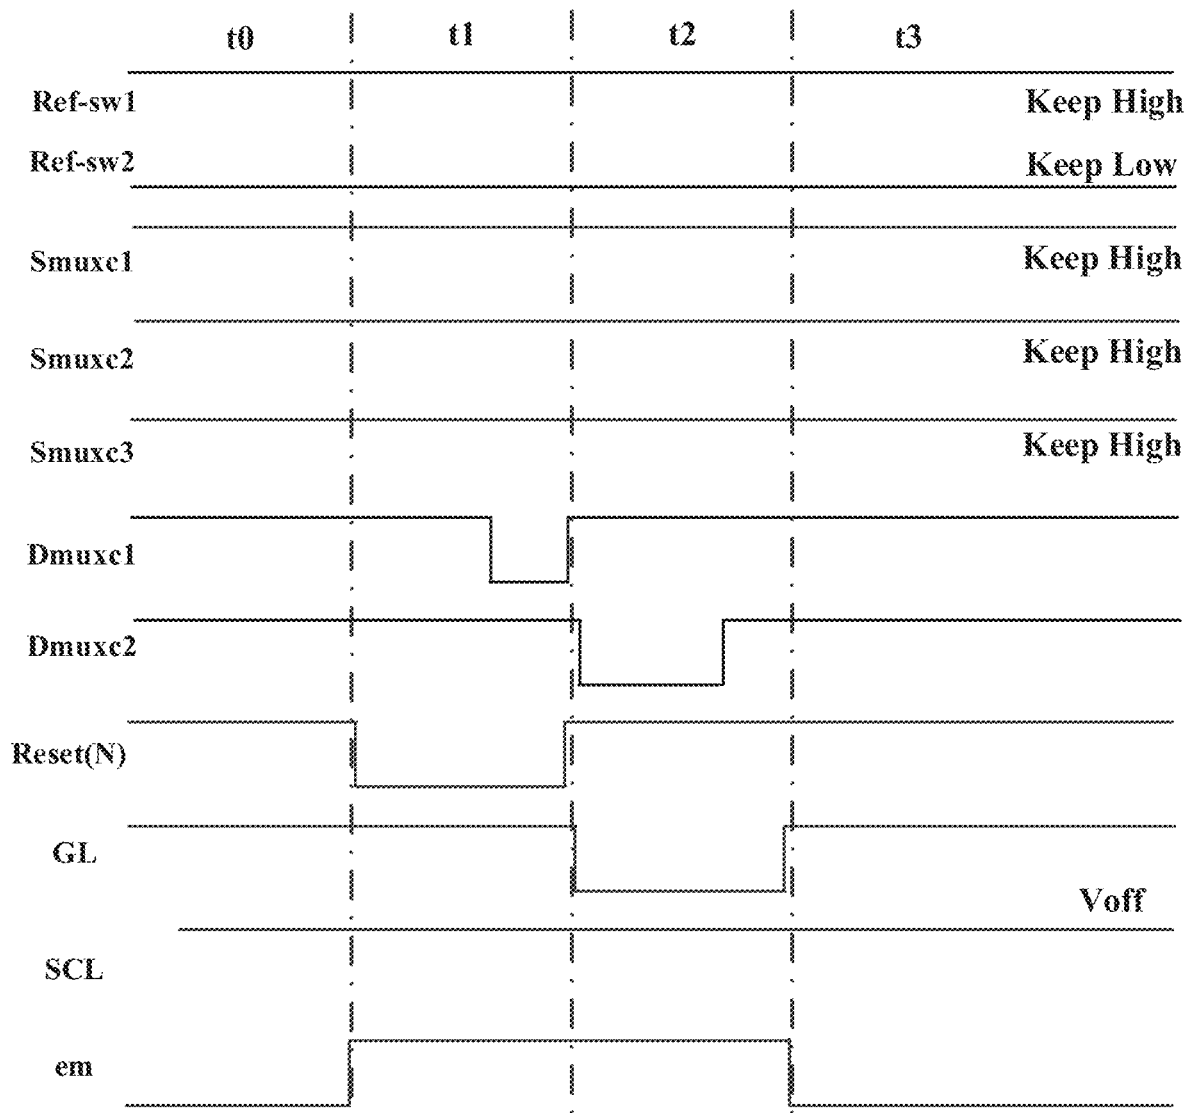 t0 t1 t2 t3
Ref-sw1 Keep High
Ref-sw2 Keep Low
Smuxc1 Keep High
Smuxc2 Keep High
Smuxc3 Keep High
Dmuxc1
Dmuxc2
Reset(N)
GL
Voff
SCL
em